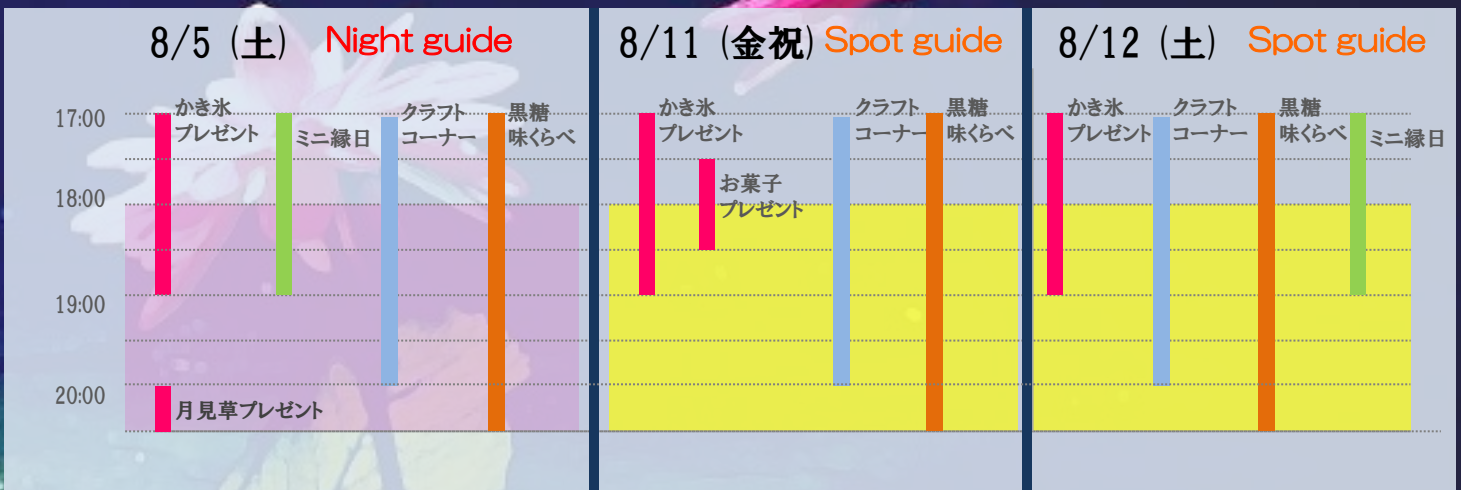 8/5 (土) Night guide
8/11 (金祝) Spot guide
8/12 (土) Spot guide
17:00
18:00
19:00
20:00
かき氷
プレゼント
ミニ縁日
クラフト
コーナー
黒糖
味くらべ
月見草プレゼント
かき氷
プレゼント
お菓子
プレゼント
クラフト
コーナー
黒糖
味くらべ
かき氷
プレゼント
クラフト
コーナー
黒糖
味くらべ
ミニ縁日